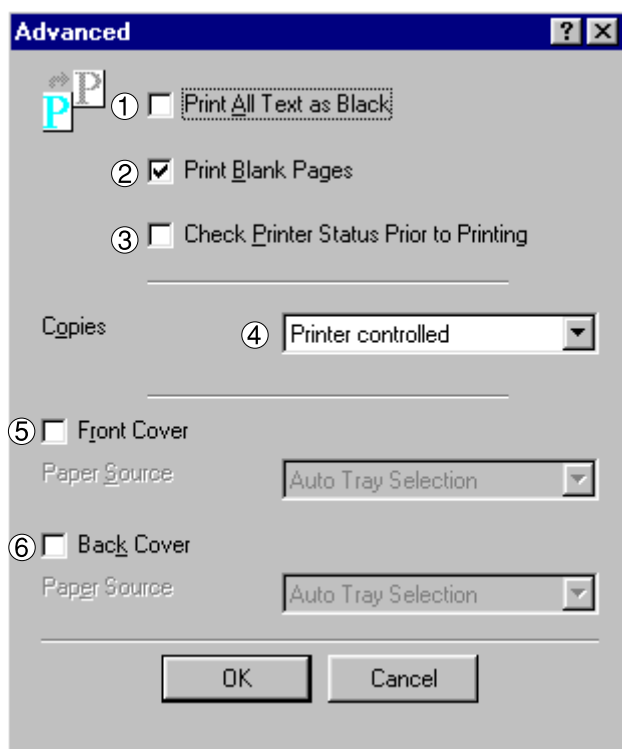 Advanced
P
P
① Print All Text as Black
② Print Blank Pages
③ Check Printer Status Prior to Printing
Copies ④ Printer controlled
⑤ Front Cover
Paper Source Auto Tray Selection
⑥ Back Cover
Paper Source Auto Tray Selection
OK Cancel